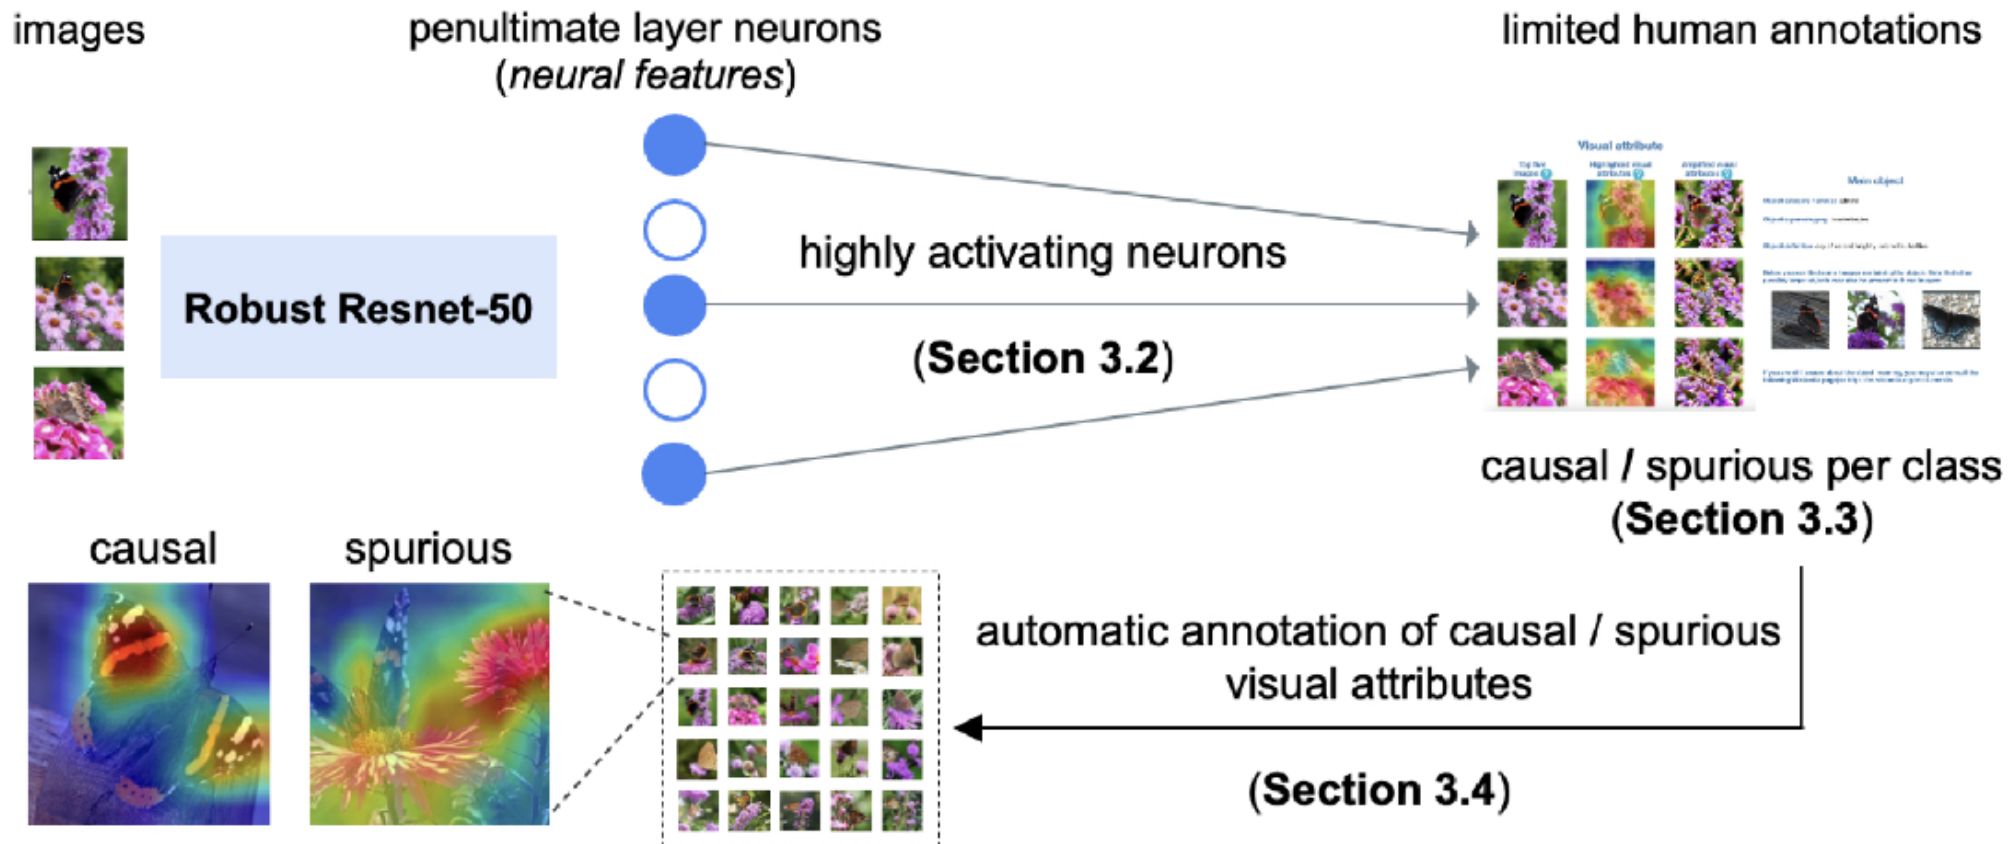 images
penultimate layer neurons
(neural features)
limited human annotations
Robust Resnet-50
highly activating neurons
(Section 3.2)
Visual attribute
Main object
causal / spurious per class
(Section 3.3)
causal
spurious
automatic annotation of causal / spurious
visual attributes
(Section 3.4)